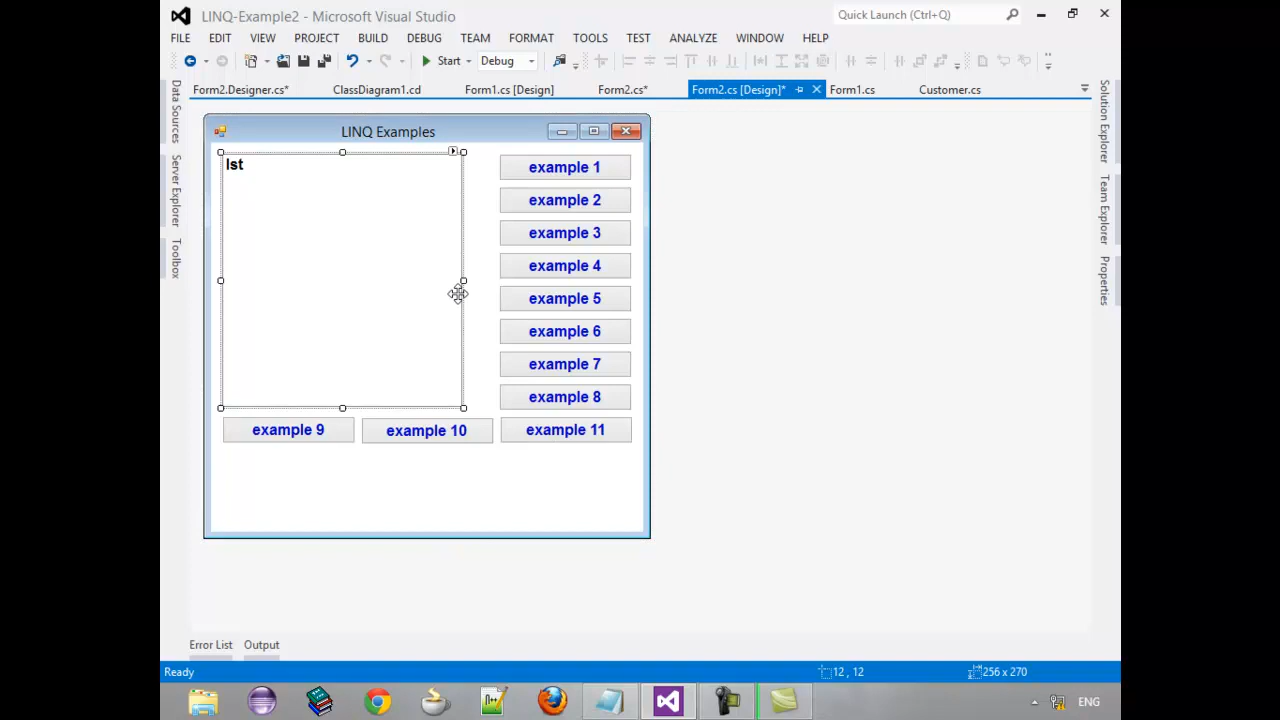 LINQ-Example2 - Microsoft Visual Studio
Quick Launch (Ctrl+Q)
FILE EDIT VIEW PROJECT BUILD DEBUG TEAM FORMAT TOOLS TEST ANALYZE WINDOW HELP
Start Debug
Form2.Designer.cs* ClassDiagram1.cd Form1.cs [Design] Form2.cs* Form2.cs [Design]* Form1.cs Customer.cs
Data Sources
Server Explorer
Toolbox
Solution Explorer
Team Explorer
Properties
LINQ Examples
lst
example 1
example 2
example 3
example 4
example 5
example 6
example 7
example 8
example 9 example 10 example 11
Error List Output
Ready 12 , 12 256 x 270
ENG